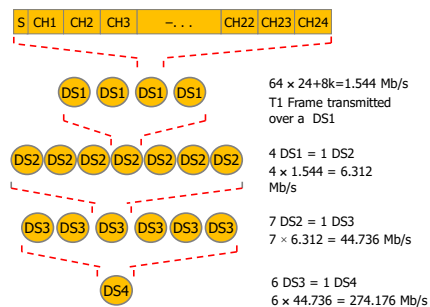 S CH1 CH2 CH3 –. . . CH22 CH23 CH24
DS1 DS1 DS1 DS1
64 × 24+8k=1.544 Mb/s
T1 Frame transmitted
over a DS1
DS2 DS2 DS2 DS2 DS2 DS2 DS2
4 DS1 = 1 DS2
4 × 1.544 = 6.312
Mb/s
DS3 DS3 DS3 DS3 DS3 DS3
7 DS2 = 1 DS3
7 × 6.312 = 44.736 Mb/s
DS4
6 DS3 = 1 DS4
6 × 44.736 = 274.176 Mb/s